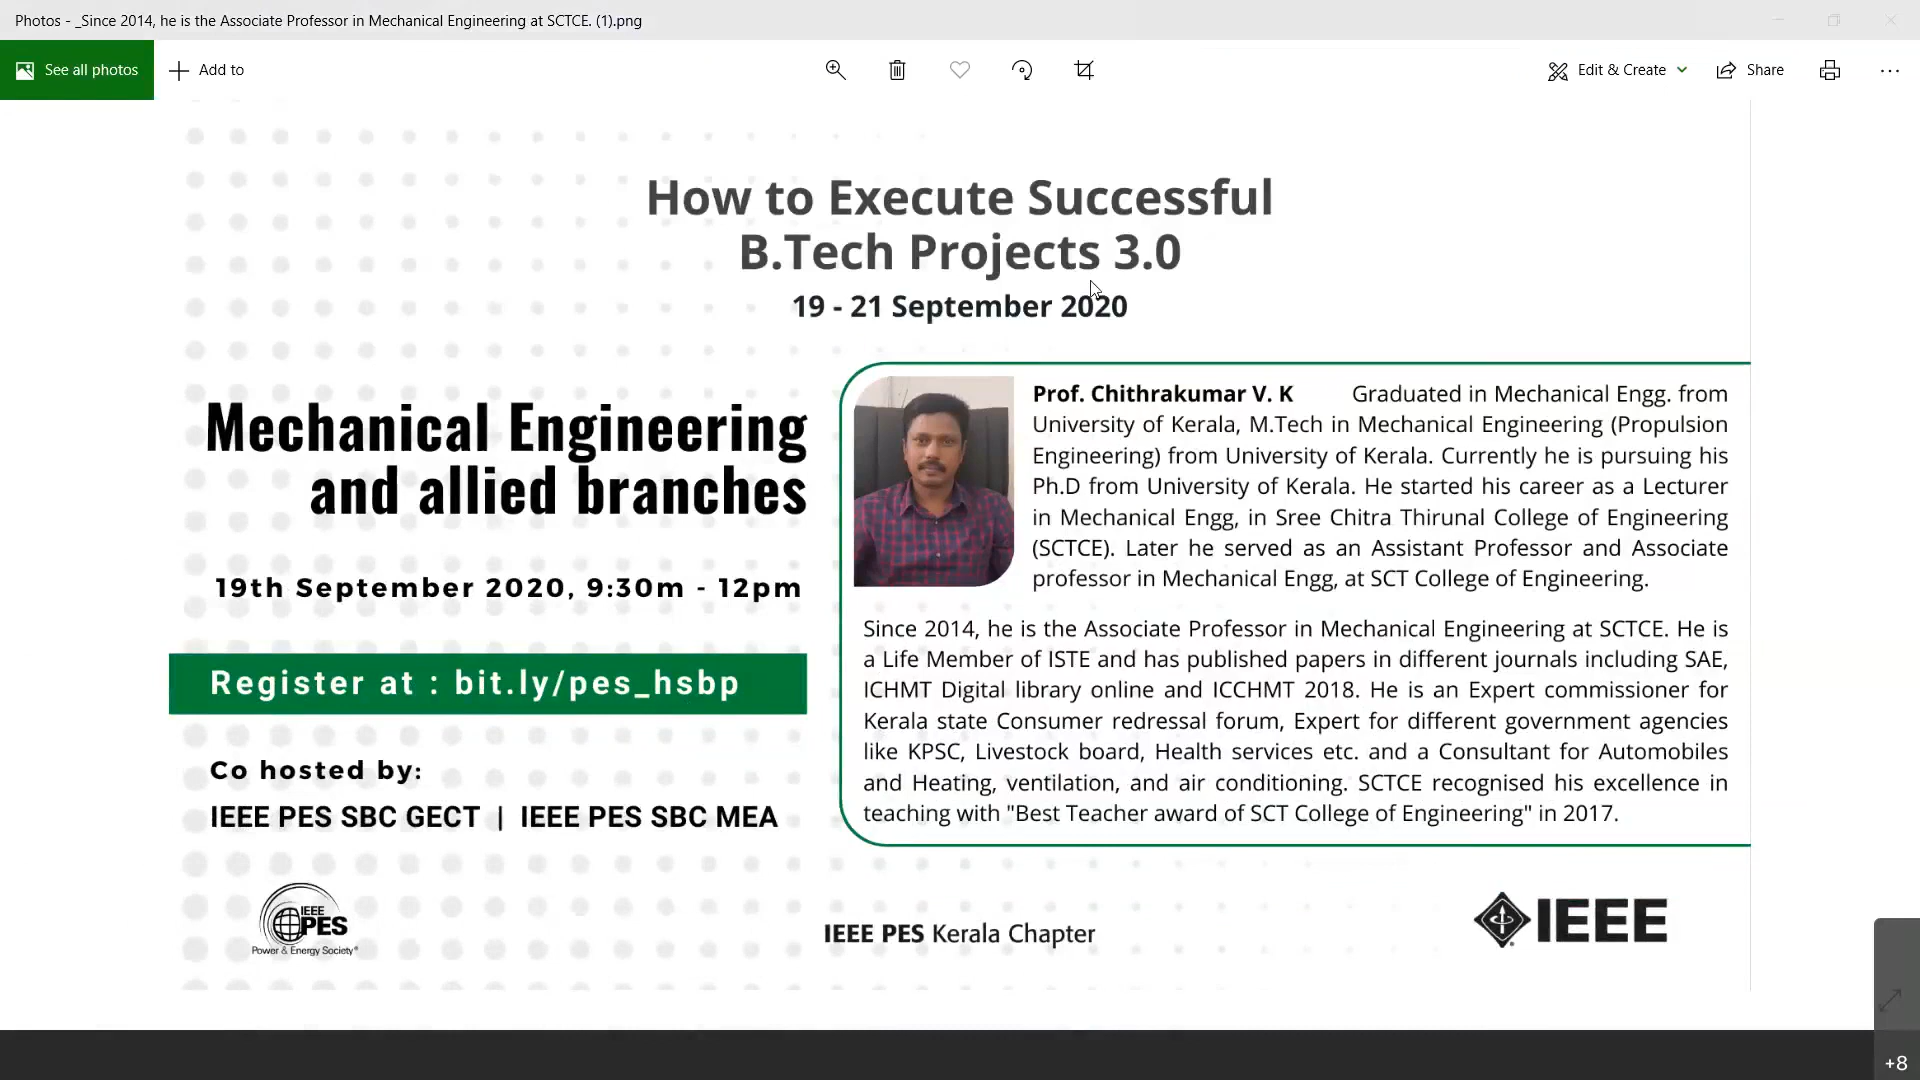 Photos - _Since 2014, he is the Associate Professor in Mechanical Engineering at SCTCE. (1).png
See all photos
Add to
Edit & Create
Share
How to Execute Successful
B.Tech Projects 3.0
19 - 21 September 2020
Mechanical Engineering
and allied branches
19th September 2020, 9:30m - 12pm
Register at : bit.ly/pes_hsbp
Co hosted by:
IEEE PES SBC GECT | IEEE PES SBC MEA
Prof. Chithrakumar V. K Graduated in Mechanical Engg. from
University of Kerala, M.Tech in Mechanical Engineering (Propulsion
Engineering) from University of Kerala. Currently he is pursuing his
Ph.D from University of Kerala. He started his career as a Lecturer
in Mechanical Engg, in Sree Chitra Thirunal College of Engineering
(SCTCE). Later he served as an Assistant Professor and Associate
professor in Mechanical Engg, at SCT College of Engineering.
Since 2014, he is the Associate Professor in Mechanical Engineering at SCTCE. He is
a Life Member of ISTE and has published papers in different journals including SAE,
ICHMT Digital library online and ICCHMT 2018. He is an Expert commissioner for
Kerala state Consumer redressal forum, Expert for different government agencies
like KPSC, Livestock board, Health services etc. and a Consultant for Automobiles
and Heating, ventilation, and air conditioning. SCTCE recognised his excellence in
teaching with "Best Teacher award of SCT College of Engineering" in 2017.
IEEE
PES
Power & Energy Society®
IEEE PES Kerala Chapter
IEEE
+8